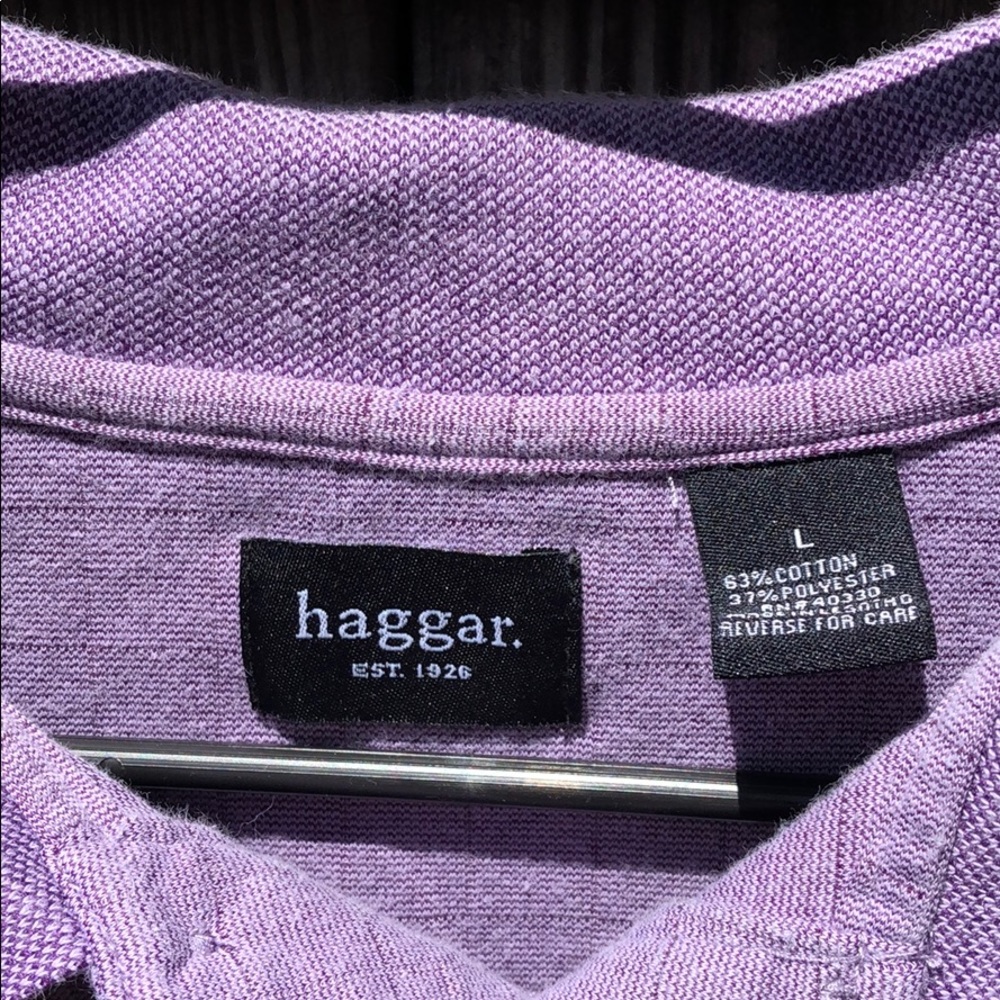 haggar.
EST. 1926
L
63% COTTON
37% POLYESTER
REVERSE FOR CARE